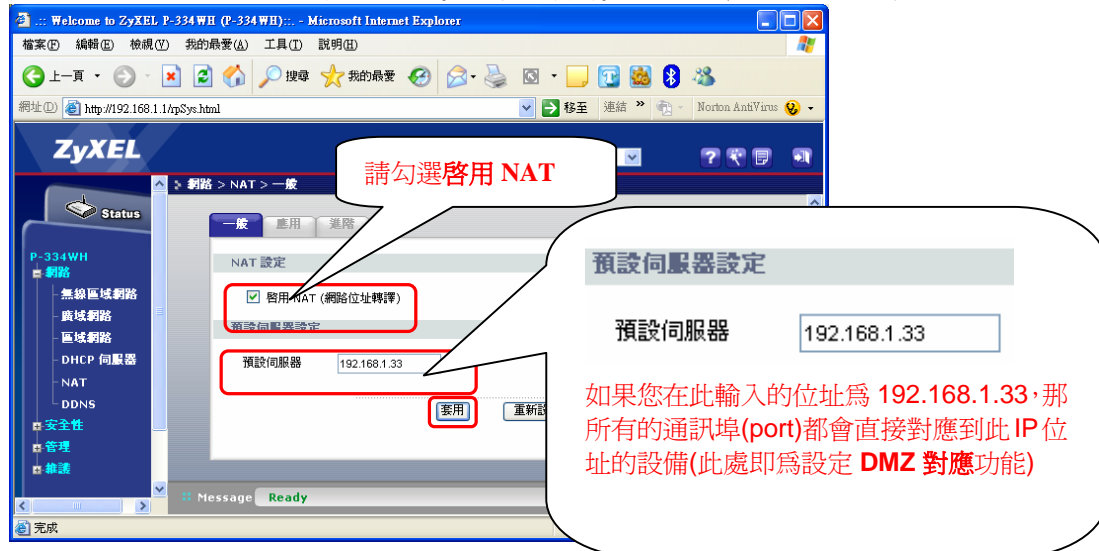 .:: Welcome to ZyXEL P-334WH (P-334WH)::. - Microsoft Internet Explorer
檔案(F) 編輯(E) 檢視(V) 我的最愛(A) 工具(T) 說明(H)
上一頁 搜尋 我的最愛
網址(D) http://192.168.1.1/rpSys.html 移至 連結 » Norton AntiVirus
ZyXEL
請勾選啓用 NAT
網路 > NAT > 一般
Status
一般 應用 進階
P-334WH
網路
無線區域網路
廣域網路
區域網路
DHCP 伺服器
NAT
DDNS
安全性
管理
維護
NAT 設定
啓用 NAT (網路位址轉譯)
預設伺服器設定
預設伺服器 192.168.1.33
套用 重新設
預設伺服器設定
預設伺服器 192.168.1.33
如果您在此輸入的位址爲 192.168.1.33,那
所有的通訊埠(port)都會直接對應到此 IP 位
址的設備(此處即爲設定 DMZ 對應功能)
:: Message Ready
完成